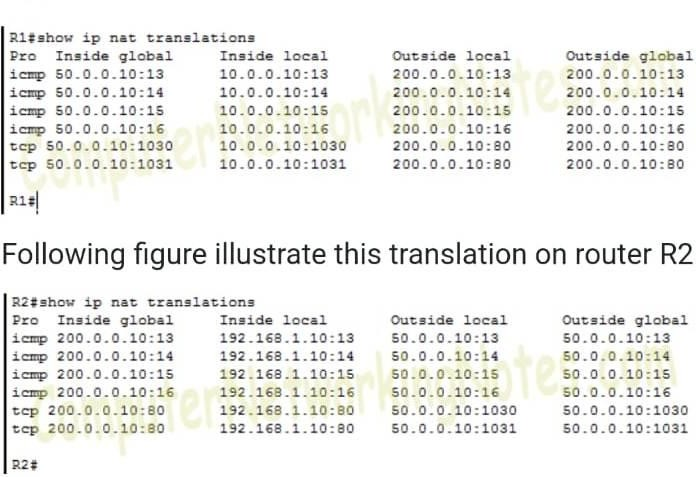 R1#show ip nat translations
Pro Inside global Inside local Outside local Outside global
icmp 50.0.0.10:13 10.0.0.10:13 200.0.0.10:13 200.0.0.10:13
icmp 50.0.0.10:14 10.0.0.10:14 200.0.0.10:14 200.0.0.10:14
icmp 50.0.0.10:15 10.0.0.10:15 200.0.0.10:15 200.0.0.10:15
icmp 50.0.0.10:16 10.0.0.10:16 200.0.0.10:16 200.0.0.10:16
tcp 50.0.0.10:1030 10.0.0.10:1030 200.0.0.10:80 200.0.0.10:80
tcp 50.0.0.10:1031 10.0.0.10:1031 200.0.0.10:80 200.0.0.10:80
R1#
ComputerNetworkingNotes.com
Following figure illustrate this translation on router R2
R2#show ip nat translations
Pro Inside global Inside local Outside local Outside global
icmp 200.0.0.10:13 192.168.1.10:13 50.0.0.10:13 50.0.0.10:13
icmp 200.0.0.10:14 192.168.1.10:14 50.0.0.10:14 50.0.0.10:14
icmp 200.0.0.10:15 192.168.1.10:15 50.0.0.10:15 50.0.0.10:15
icmp 200.0.0.10:16 192.168.1.10:16 50.0.0.10:16 50.0.0.10:16
tcp 200.0.0.10:80 192.168.1.10:80 50.0.0.10:1030 50.0.0.10:1030
tcp 200.0.0.10:80 192.168.1.10:80 50.0.0.10:1031 50.0.0.10:1031
R2#
ComputerNetworkingNotes.com